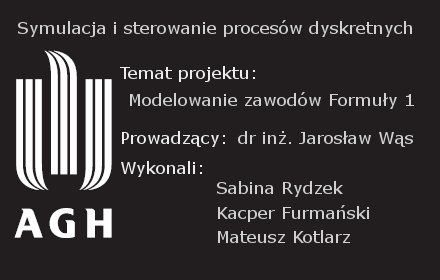 Symulacja i sterowanie procesów dyskretnych
Temat projektu:
Modelowanie zawodów Formuły 1
Prowadzący: dr inż. Jarosław Wąs
Wykonali:
Sabina Rydzek
Kacper Furmański
Mateusz Kotlarz
AGH